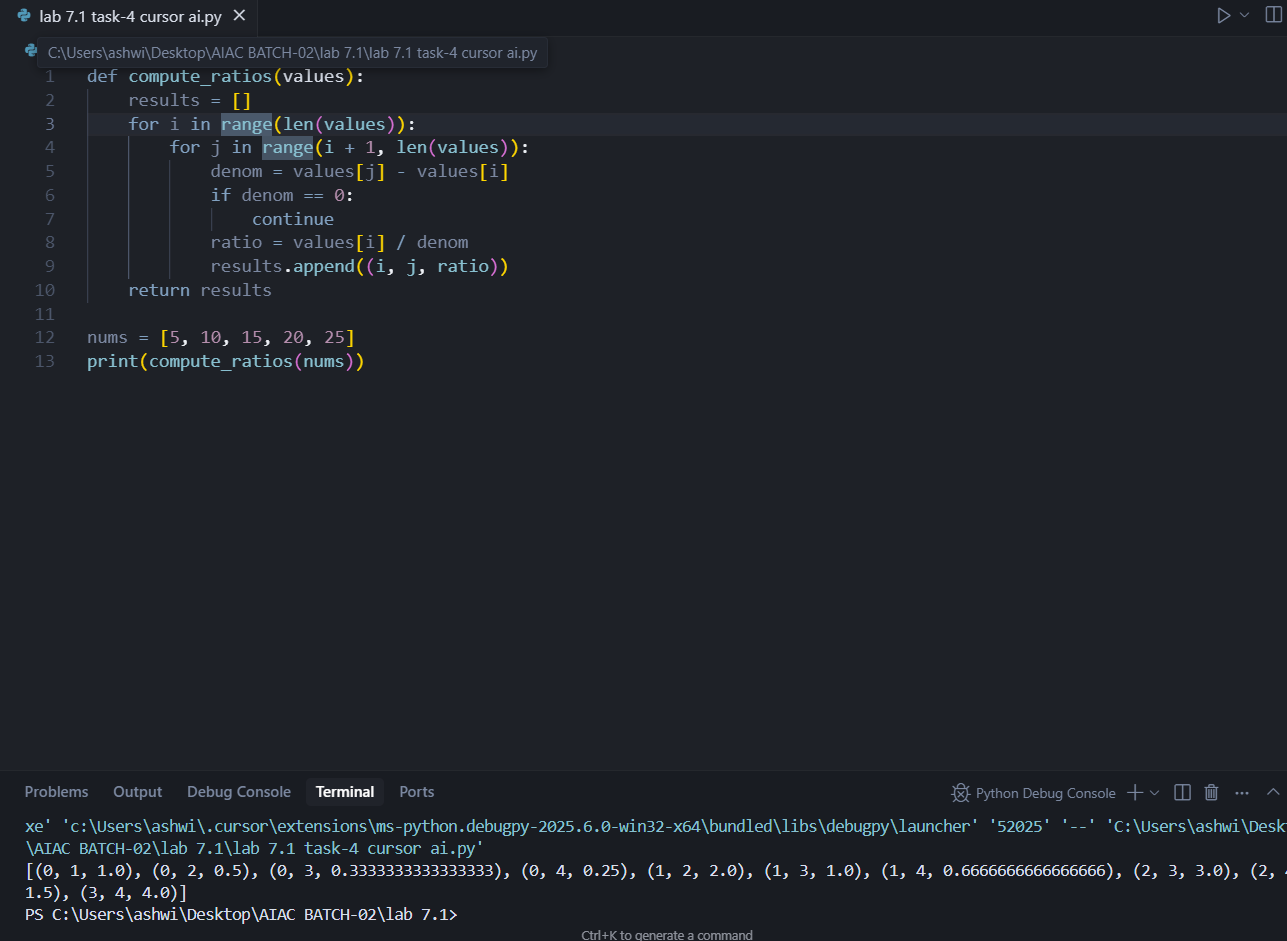 lab 7.1 task-4 cursor ai.py
C:\Users\ashwi\Desktop\AIAC BATCH-02\lab 7.1\lab 7.1 task-4 cursor ai.py
1 def compute_ratios(values):
2     results = []
3     for i in range(len(values)):
4         for j in range(i + 1, len(values)):
5             denom = values[j] - values[i]
6             if denom == 0:
7                 continue
8             ratio = values[i] / denom
9             results.append((i, j, ratio))
10     return results
11
12 nums = [5, 10, 15, 20, 25]
13 print(compute_ratios(nums))
Problems Output Debug Console Terminal Ports Python Debug Console
xe' 'c:\Users\ashwi\.cursor\extensions\ms-python.debugpy-2025.6.0-win32-x64\bundled\libs\debugpy\launcher' '52025' '--' 'C:\Users\ashwi\Deskt
\AIAC BATCH-02\lab 7.1\lab 7.1 task-4 cursor ai.py'
[(0, 1, 1.0), (0, 2, 0.5), (0, 3, 0.3333333333333333), (0, 4, 0.25), (1, 2, 2.0), (1, 3, 1.0), (1, 4, 0.6666666666666666), (2, 3, 3.0), (2, 4
1.5), (3, 4, 4.0)]
PS C:\Users\ashwi\Desktop\AIAC BATCH-02\lab 7.1>
Ctrl+K to generate a command